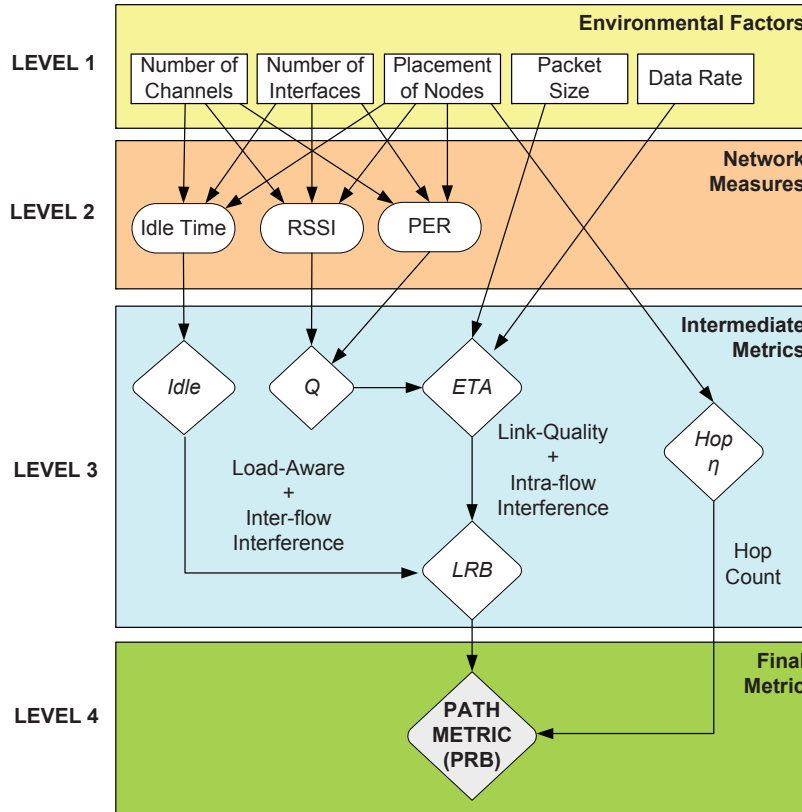 Environmental Factors
LEVEL 1
Number of
Channels
Number of
Interfaces
Placement
of Nodes
Packet
Size
Data Rate
Network
Measures
LEVEL 2
Idle Time
RSSI
PER
Intermediate
Metrics
LEVEL 3
Idle
Q
ETA
Hop
η
Load-Aware
+
Inter-flow
Interference
Link-Quality
+
Intra-flow
Interference
LRB
Hop
Count
Final
Metric
LEVEL 4
PATH
METRIC
(PRB)